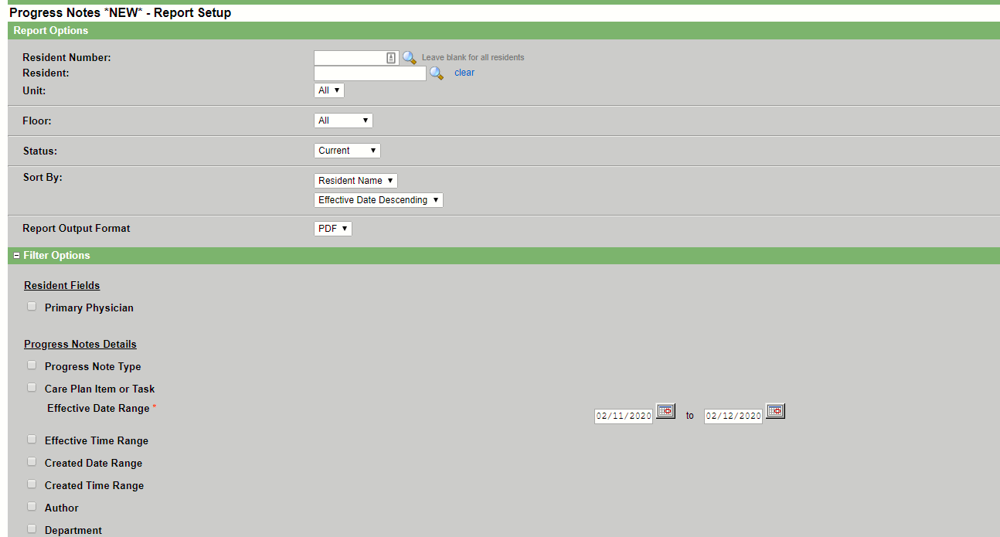 Progress Notes *NEW* - Report Setup
Report Options
Resident Number: Leave blank for all residents
Resident: clear
Unit: All
Floor: All
Status: Current
Sort By: Resident Name
Effective Date Descending
Report Output Format PDF
Filter Options
Resident Fields
Primary Physician
Progress Notes Details
Progress Note Type
Care Plan Item or Task
Effective Date Range * 02/11/2020 to 02/12/2020
Effective Time Range
Created Date Range
Created Time Range
Author
Department